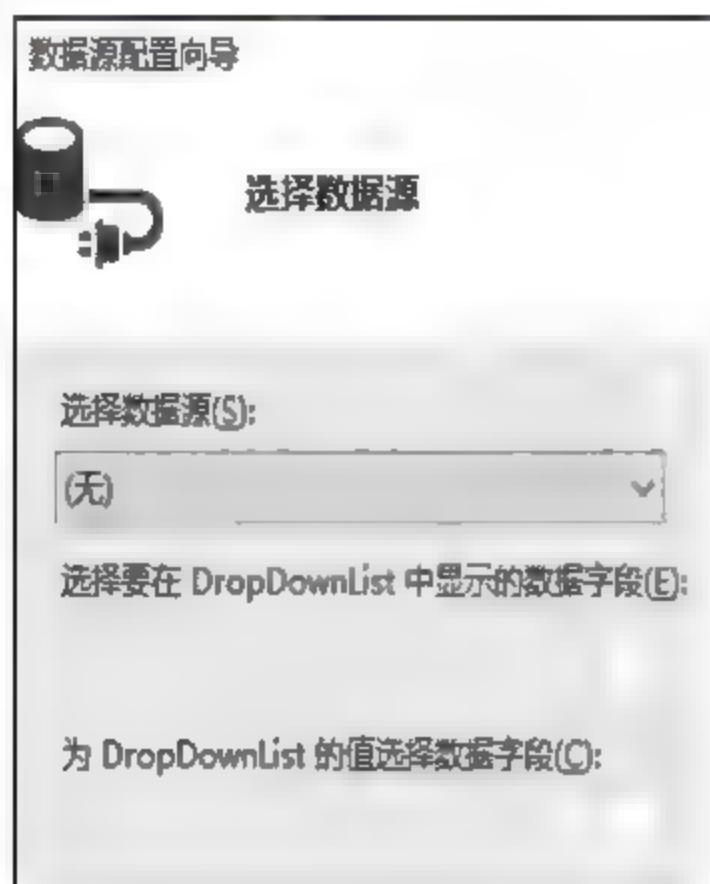 数据源配置向导
选择数据源
选择数据源(S):
(无)
选择要在 DropDownList 中显示的数据字段(E):
为 DropDownList 的值选择数据字段(C):